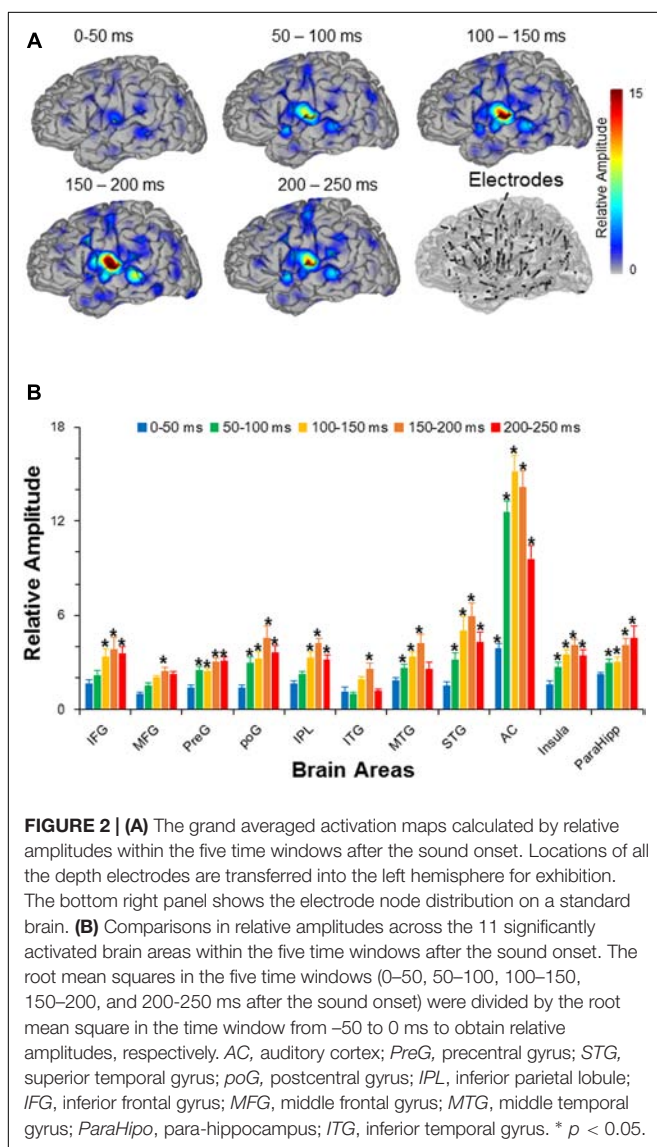 A
0-50 ms
50 – 100 ms
100 – 150 ms
15
Relative Amplitude
0
150 – 200 ms
200 – 250 ms
Electrodes
B
18
12
6
0
Relative Amplitude
0-50 ms 50-100 ms 100-150 ms 150-200 ms 200-250 ms
* * * * * * * * * * * * * * * * * * * * * * * * * * * * * * * * * * * * * *
IFG MFG PreG poG IPL ITG MTG STG AC Insula ParaHipp
Brain Areas
FIGURE 2 | (A) The grand averaged activation maps calculated by relative
amplitudes within the five time windows after the sound onset. Locations of all
the depth electrodes are transferred into the left hemisphere for exhibition.
The bottom right panel shows the electrode node distribution on a standard
brain. (B) Comparisons in relative amplitudes across the 11 significantly
activated brain areas within the five time windows after the sound onset. The
root mean squares in the five time windows (0–50, 50–100, 100–150,
150–200, and 200-250 ms after the sound onset) were divided by the root
mean square in the time window from –50 to 0 ms to obtain relative
amplitudes, respectively. AC, auditory cortex; PreG, precentral gyrus; STG,
superior temporal gyrus; poG, postcentral gyrus; IPL, inferior parietal lobule;
IFG, inferior frontal gyrus; MFG, middle frontal gyrus; MTG, middle temporal
gyrus; ParaHipo, para-hippocampus; ITG, inferior temporal gyrus. * p < 0.05.